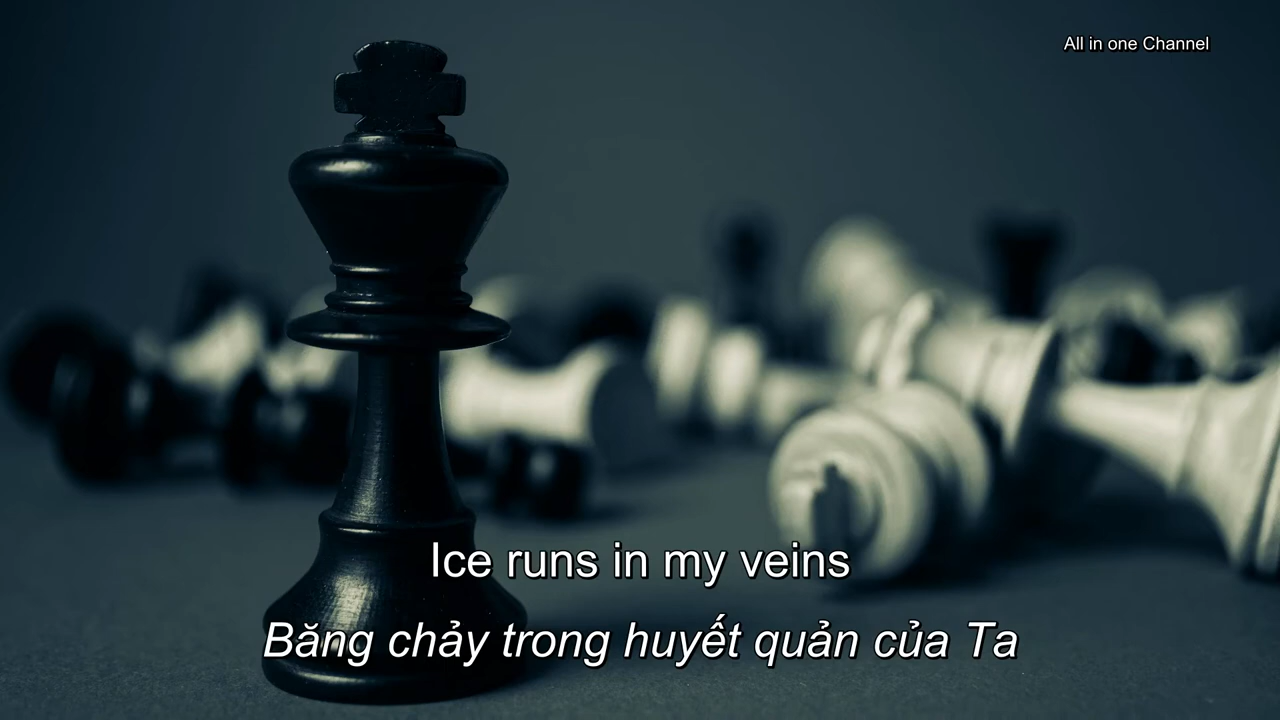 All in one Channel
Ice runs in my veins
Băng chảy trong huyết quản của Ta